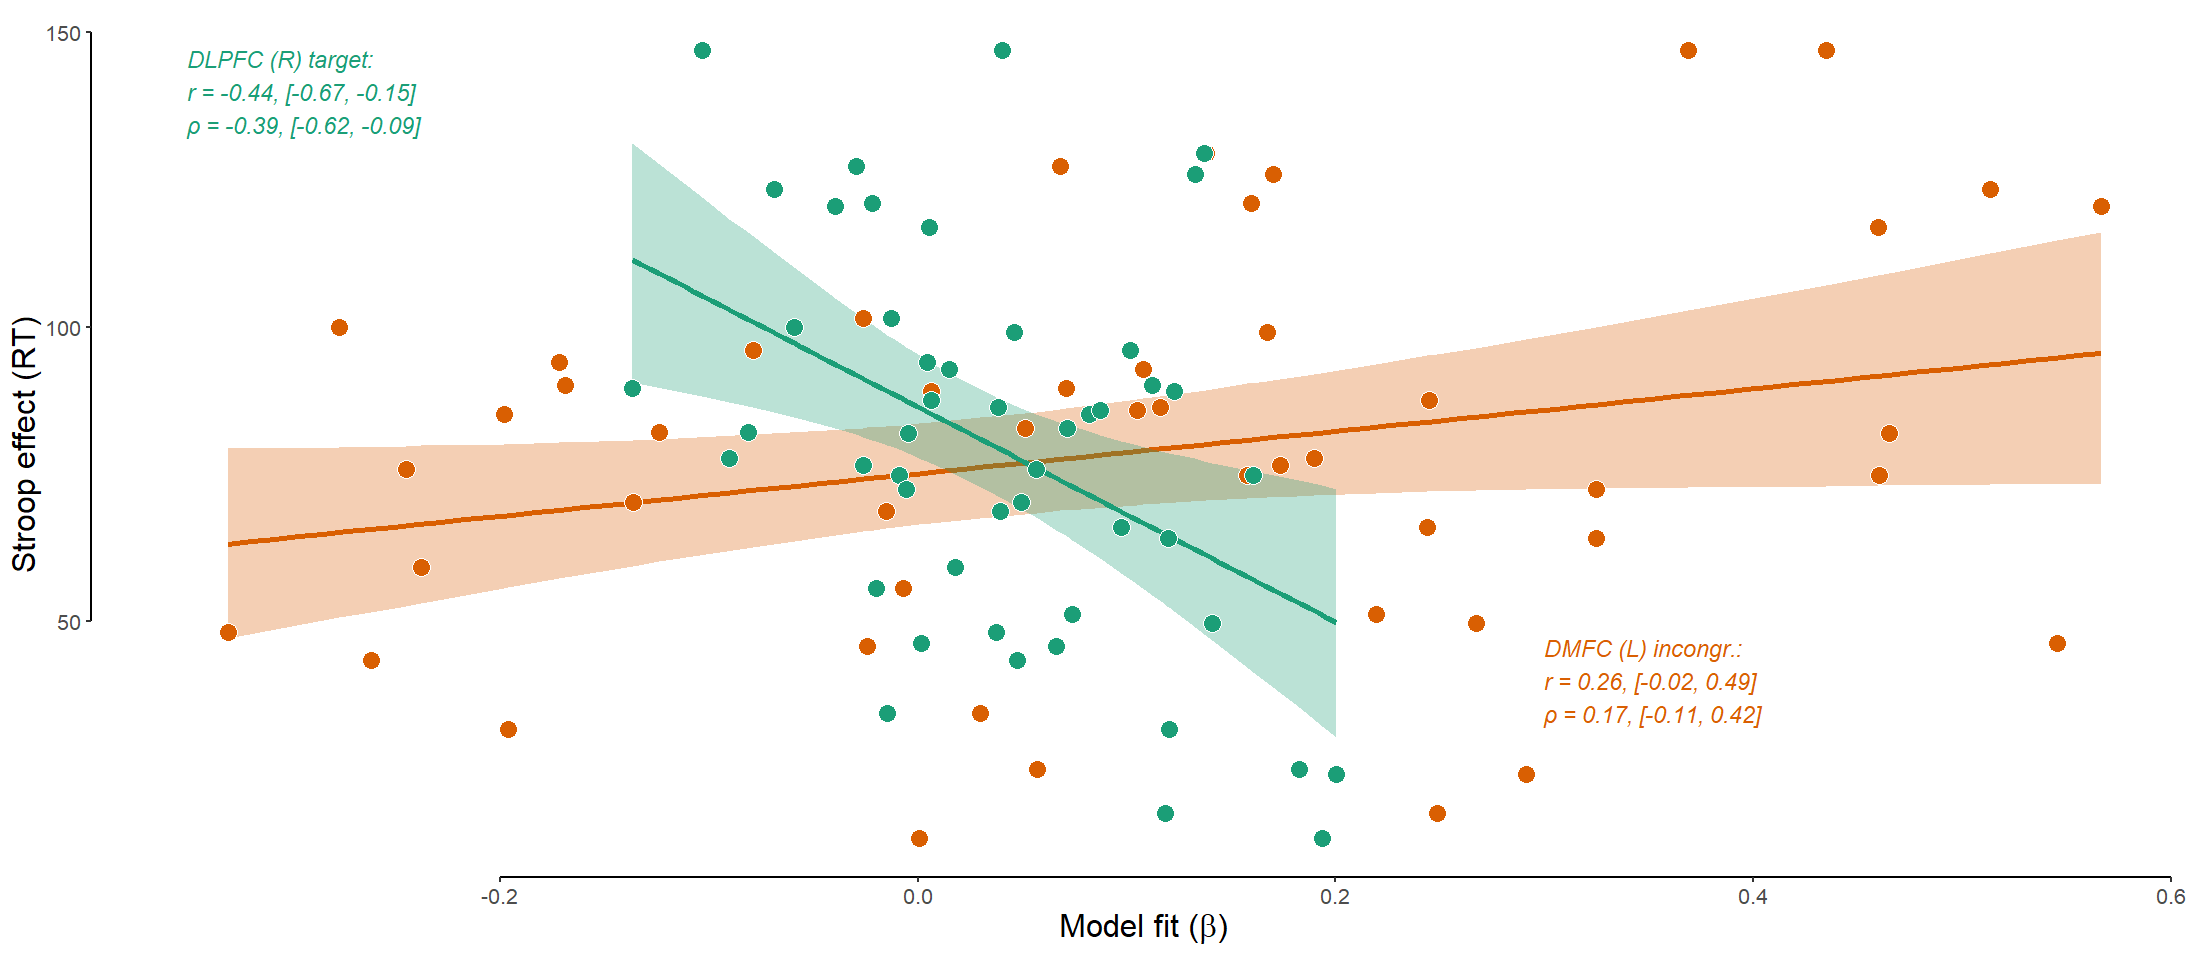 150
DLPFC (R) target:
r = -0.44, [-0.67, -0.15]
ρ = -0.39, [-0.62, -0.09]
100
Stroop effect (RT)
50
DMFC (L) incongr.:
r = 0.26, [-0.02, 0.49]
ρ = 0.17, [-0.11, 0.42]
-0.2 0.0 0.2 0.4 0.6
Model fit (β)